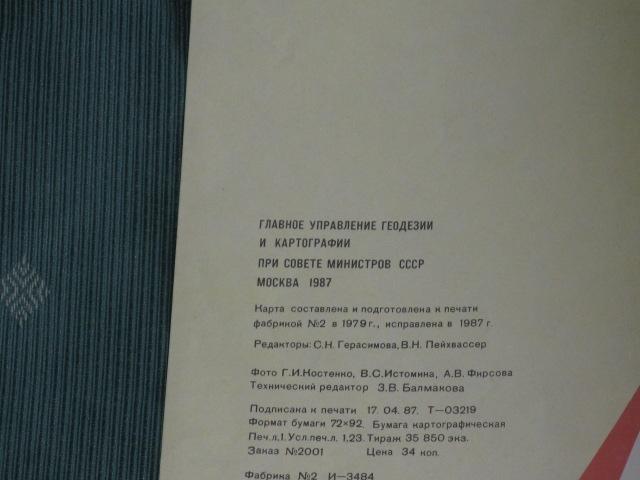 ГЛАВНОЕ УПРАВЛЕНИЕ ГЕОДЕЗИИ
И КАРТОГРАФИИ
ПРИ СОВЕТЕ МИНИСТРОВ СССР
МОСКВА 1987
Карта составлена и подготовлена к печати
фабрикой №2 в 1979 г., исправлена в 1987 г.
Редакторы: С.Н. Герасимова, В.Н. Пейхвассер
Фото Г.И.Костенко, В.С.Истомина, А.В.Фирсова
Технический редактор З.В. Балмакова
Подписана к печати 17. 04. 87. Т—03219
Формат бумаги 72×92. Бумага картографическая
Печ.л.1.Усл.печ.л. 1,23. Тираж 35 850 экз.
Заказ №2001 Цена 34 коп.
Фабрика №2 И—3484